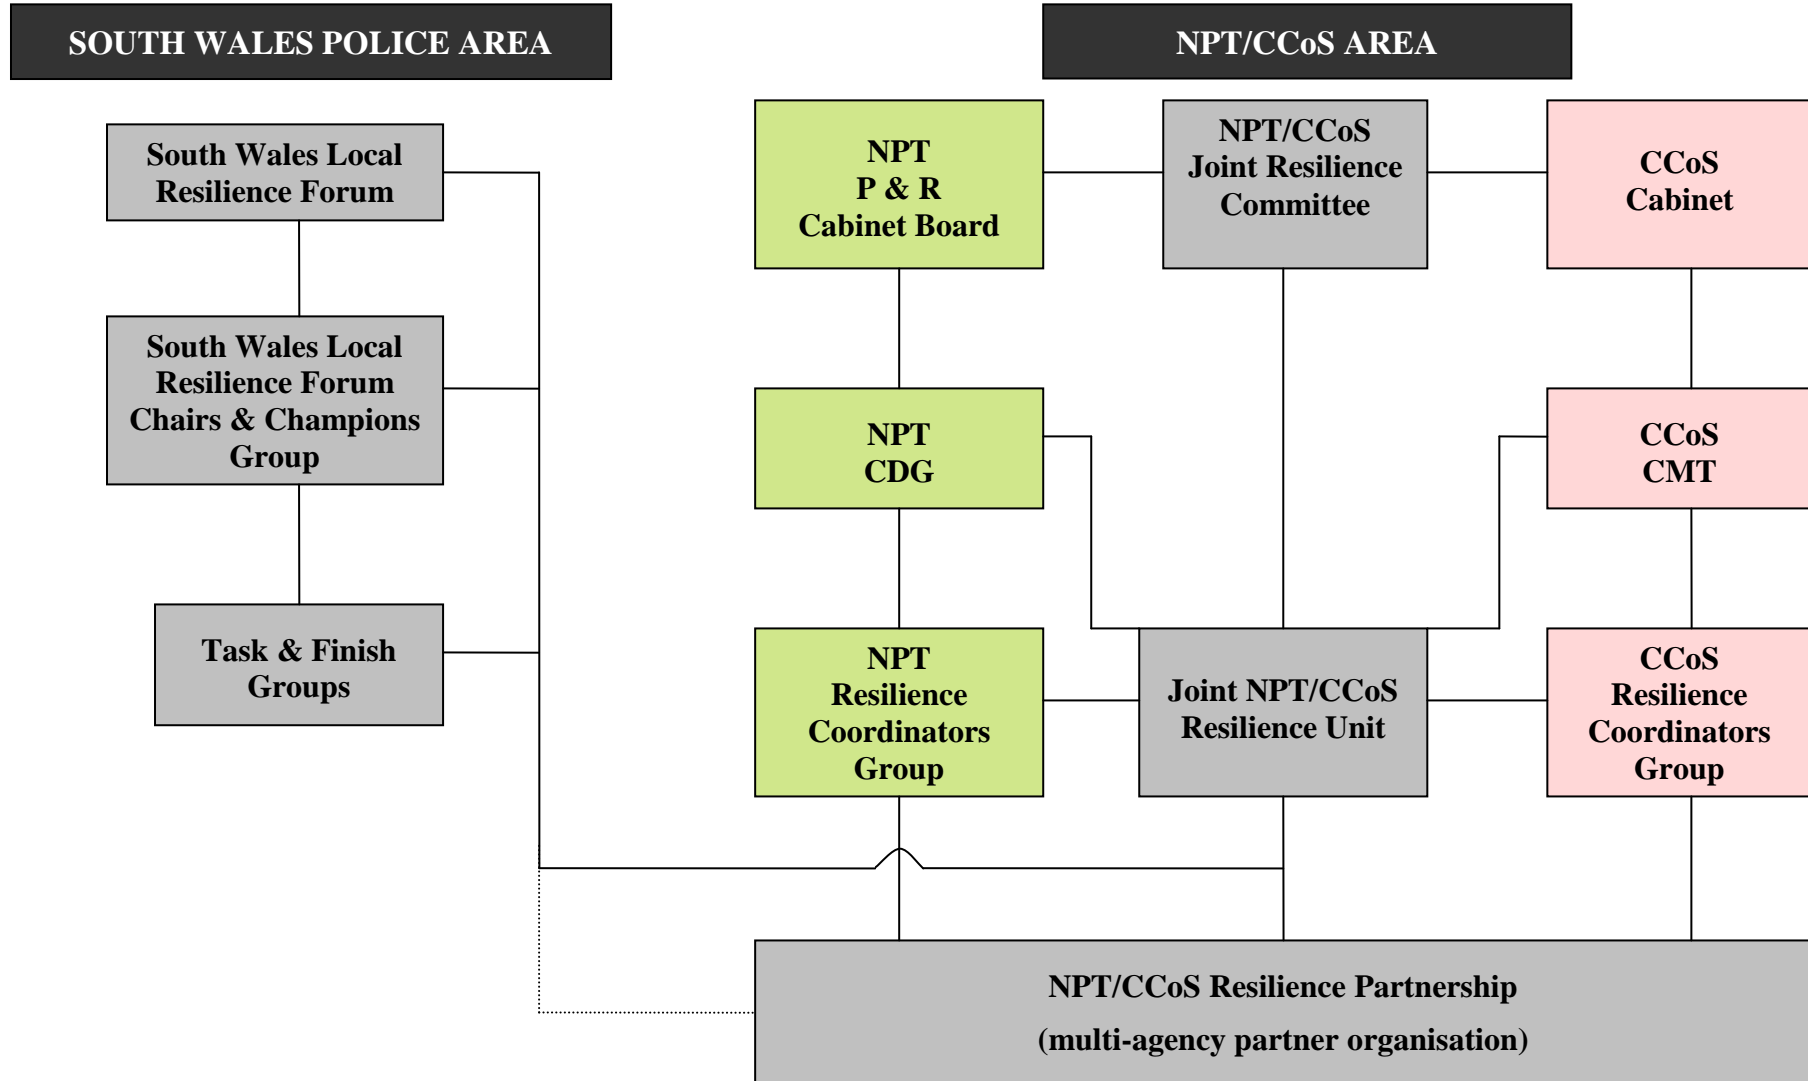 SOUTH WALES POLICE AREA
NPT/CCoS AREA
South Wales Local
Resilience Forum
South Wales Local
Resilience Forum
Chairs & Champions
Group
Task & Finish
Groups
NPT
P & R
Cabinet Board
NPT/CCoS
Joint Resilience
Committee
CCoS
Cabinet
NPT
CDG
CCoS
CMT
NPT
Resilience
Coordinators
Group
Joint NPT/CCoS
Resilience Unit
CCoS
Resilience
Coordinators
Group
NPT/CCoS Resilience Partnership
(multi-agency partner organisation)